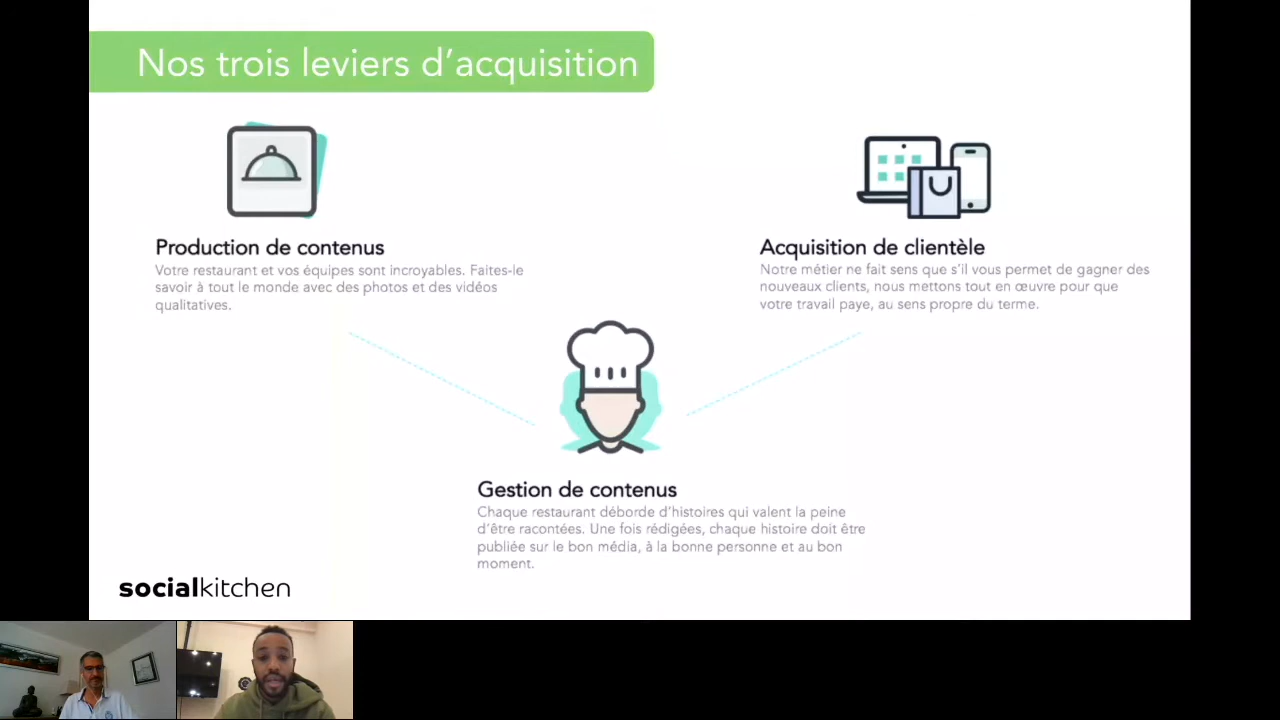 Nos trois leviers d'acquisition
Production de contenus
Votre restaurant et vos équipes sont incroyables. Faites-le
savoir à tout le monde avec des photos et des vidéos
qualitatives.
Acquisition de clientèle
Notre métier ne fait sens que s'il vous permet de gagner des
nouveaux clients, nous mettons tout en œuvre pour que
votre travail paye, au sens propre du terme.
Gestion de contenus
Chaque restaurant déborde d'histoires qui valent la peine
d'être racontées. Une fois rédigées, chaque histoire doit être
publiée sur le bon média, à la bonne personne et au bon
moment.
socialkitchen